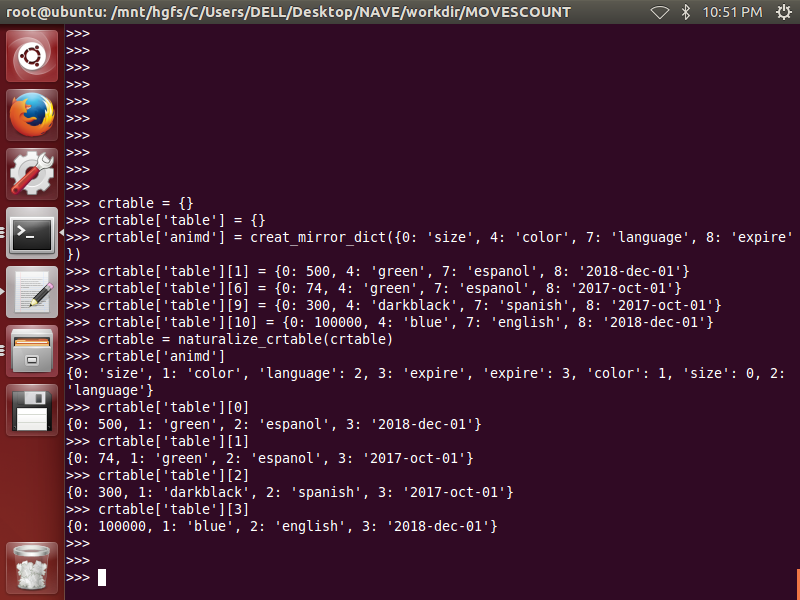 root@ubuntu: /mnt/hgfs/C/Users/DELL/Desktop/NAVE/workdir/MOVESCOUNT 10:51 PM
>>>
>>>
>>>
>>>
>>>
>>>
>>>
>>>
>>>
>>>
>>> crtable = {}
>>> crtable['table'] = {}
>>> crtable['animd'] = creat_mirror_dict({0: 'size', 4: 'color', 7: 'language', 8: 'expire'
})
>>> crtable['table'][1] = {0: 500, 4: 'green', 7: 'espanol', 8: '2018-dec-01'}
>>> crtable['table'][6] = {0: 74, 4: 'green', 7: 'espanol', 8: '2017-oct-01'}
>>> crtable['table'][9] = {0: 300, 4: 'darkblack', 7: 'spanish', 8: '2017-oct-01'}
>>> crtable['table'][10] = {0: 100000, 4: 'blue', 7: 'english', 8: '2018-dec-01'}
>>> crtable = naturalize_crtable(crtable)
>>> crtable['animd']
{0: 'size', 1: 'color', 'language': 2, 3: 'expire', 'expire': 3, 'color': 1, 'size': 0, 2:
'language'}
>>> crtable['table'][0]
{0: 500, 1: 'green', 2: 'espanol', 3: '2018-dec-01'}
>>> crtable['table'][1]
{0: 74, 1: 'green', 2: 'espanol', 3: '2017-oct-01'}
>>> crtable['table'][2]
{0: 300, 1: 'darkblack', 2: 'spanish', 3: '2017-oct-01'}
>>> crtable['table'][3]
{0: 100000, 1: 'blue', 2: 'english', 3: '2018-dec-01'}
>>>
>>>
>>>